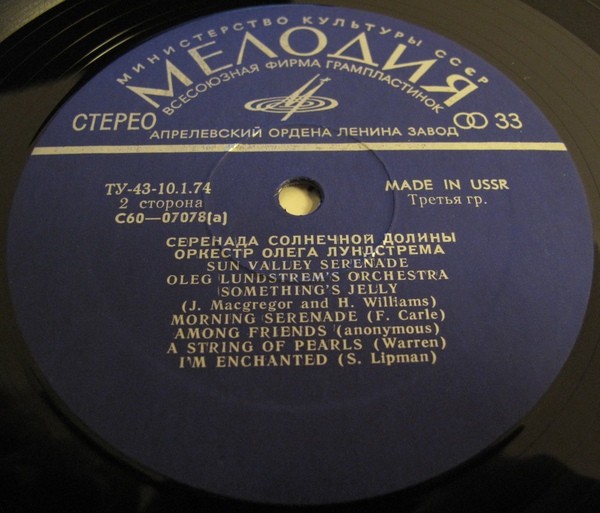 МИНИСТЕРСТВО КУЛЬТУРЫ СССР
МЕЛОДИЯ
ВСЕСОЮЗНАЯ ФИРМА ГРАМПЛАСТИНОК
СТЕРЕО
33
АПРЕЛЕВСКИЙ ОРДЕНА ЛЕНИНА ЗАВОД
ТУ-43-10.1.74
MADE IN USSR
2 сторона
Третья гр.
С60—07078(а)
СЕРЕНАДА СОЛНЕЧНОЙ ДОЛИНЫ
ОРКЕСТР ОЛЕГА ЛУНДСТРЕМА
SUN VALLEY SERENADE
OLEG LUNDSTREM'S ORCHESTRA
SOMETHING'S JELLY
(J. Macgregor and H. Williams)
MORNING SERENADE (F. Carle)
AMONG FRIENDS (anonymous)
A STRING OF PEARLS (Warren)
I'M ENCHANTED (S. Lipman)